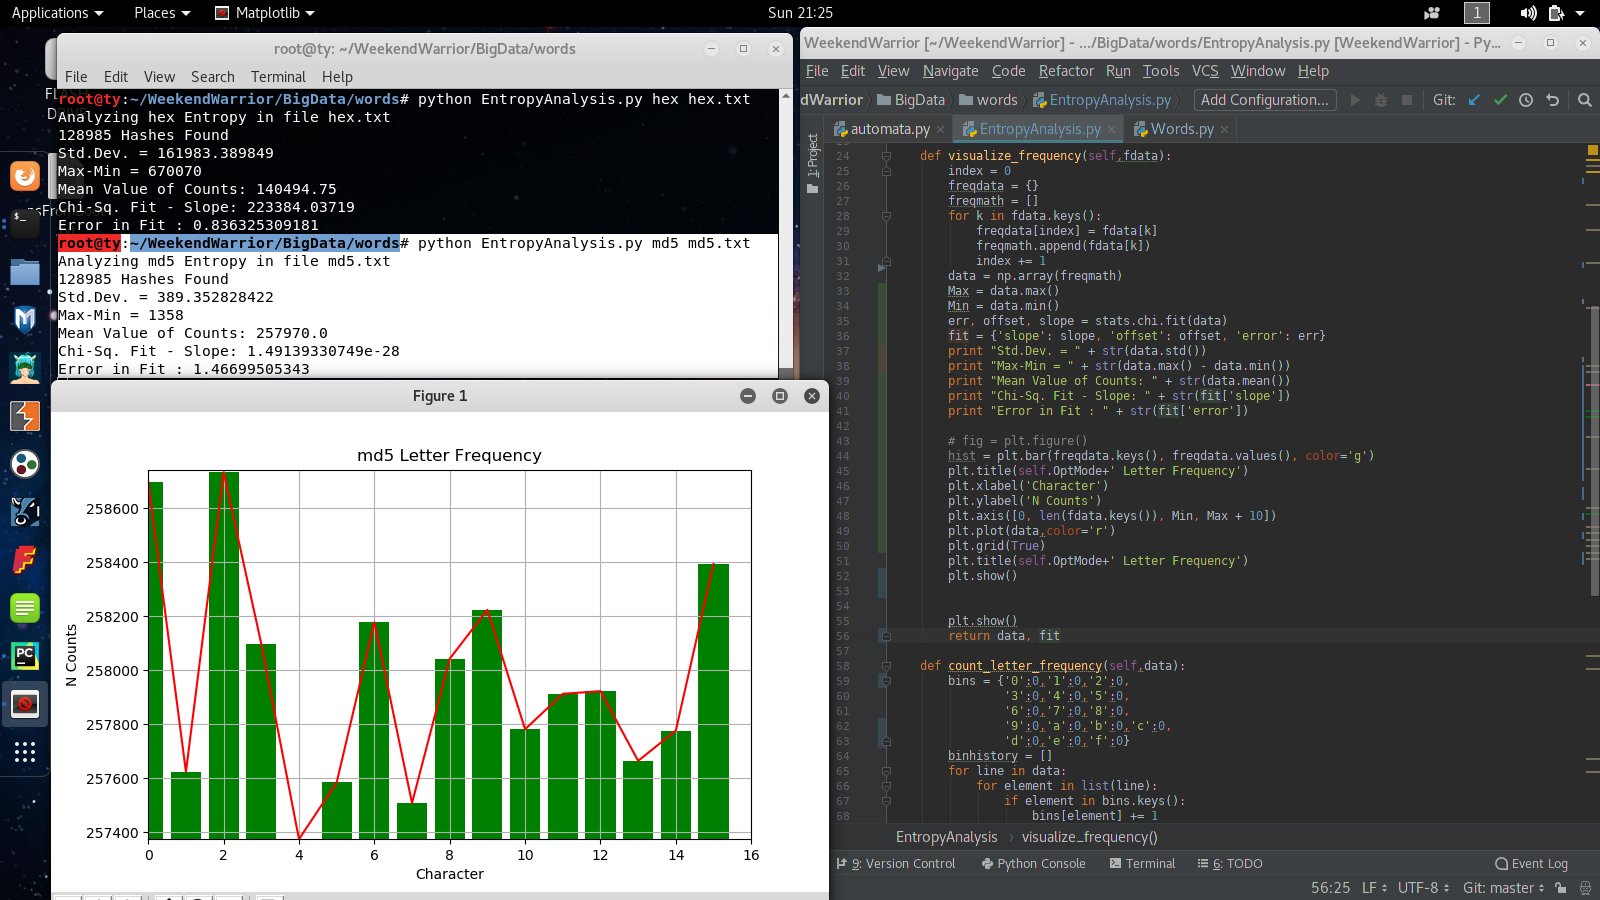 Applications Places Matplotlib Sun 21:25 1
root@ty: ~/WeekendWarrior/BigData/words
File Edit View Search Terminal Help
root@ty:~/WeekendWarrior/BigData/words# python EntropyAnalysis.py hex hex.txt
Analyzing hex Entropy in file hex.txt
128985 Hashes Found
Std.Dev. = 161983.389849
Max-Min = 670070
Mean Value of Counts: 140494.75
Chi-Sq. Fit - Slope: 223384.03719
Error in Fit : 0.836325309181
root@ty:~/WeekendWarrior/BigData/words# python EntropyAnalysis.py md5 md5.txt
Analyzing md5 Entropy in file md5.txt
128985 Hashes Found
Std.Dev. = 389.352828422
Max-Min = 1358
Mean Value of Counts: 257970.0
Chi-Sq. Fit - Slope: 1.49139330749e-28
Error in Fit : 1.46699505343
Figure 1
md5 Letter Frequency
258600
258400
258200
258000
257800
257600
257400
N Counts
0 2 4 6 8 10 12 14 16
Character
WeekendWarrior [~/WeekendWarrior] - .../BigData/words/EntropyAnalysis.py [WeekendWarrior] - Py...
File Edit View Navigate Code Refactor Run Tools VCS Window Help
dWarrior BigData words EntropyAnalysis.py Add Configuration... Git:
automata.py EntropyAnalysis.py Words.py
1: Project
24 def visualize_frequency(self,fdata):
25 index = 0
26 freqdata = {}
27 freqmath = []
28 for k in fdata.keys():
29 freqdata[index] = fdata[k]
30 freqmath.append(fdata[k])
31 index += 1
32 data = np.array(freqmath)
33 Max = data.max()
34 Min = data.min()
35 err, offset, slope = stats.chi.fit(data)
36 fit = {'slope': slope, 'offset': offset, 'error': err}
37 print "Std.Dev. = " + str(data.std())
38 print "Max-Min = " + str(data.max() - data.min())
39 print "Mean Value of Counts: " + str(data.mean())
40 print "Chi-Sq. Fit - Slope: " + str(fit['slope'])
41 print "Error in Fit : " + str(fit['error'])
42
43 # fig = plt.figure()
44 hist = plt.bar(freqdata.keys(), freqdata.values(), color='g')
45 plt.title(self.OptMode+' Letter Frequency')
46 plt.xlabel('Character')
47 plt.ylabel('N Counts')
48 plt.axis([0, len(fdata.keys()), Min, Max + 10])
49 plt.plot(data,color='r')
50 plt.grid(True)
51 plt.title(self.OptMode+' Letter Frequency')
52 plt.show()
53
54
55 plt.show()
56 return data, fit
57
58 def count_letter_frequency(self,data):
59 bins = {'0':0,'1':0,'2':0,
60 '3':0,'4':0,'5':0,
61 '6':0,'7':0,'8':0,
62 '9':0,'a':0,'b':0,'c':0,
63 'd':0,'e':0,'f':0}
64 binhistory = []
65 for line in data:
66 for element in list(line):
67 if element in bins.keys():
68 bins[element] += 1
EntropyAnalysis › visualize_frequency()
9: Version Control Python Console Terminal 6: TODO Event Log
56:25 LF UTF-8 Git: master